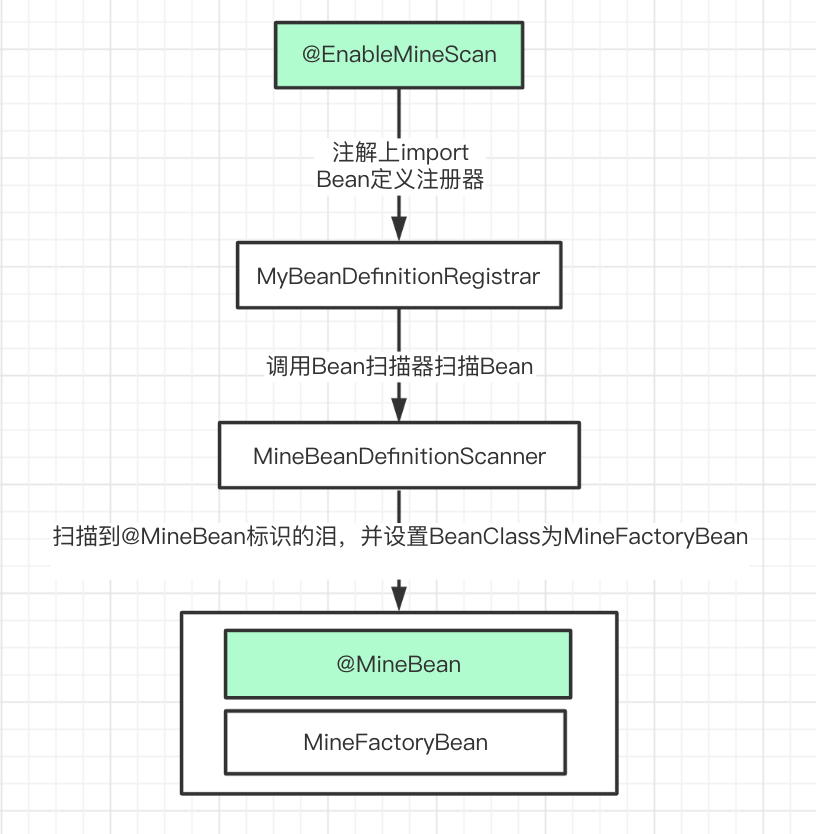 @EnableMineScan
注解上import
Bean定义注册器
MyBeanDefinitionRegistrar
调用Bean扫描器扫描Bean
MineBeanDefinitionScanner
扫描到@MineBean标识的泪，并设置BeanClass为MineFactoryBean
@MineBean
MineFactoryBean